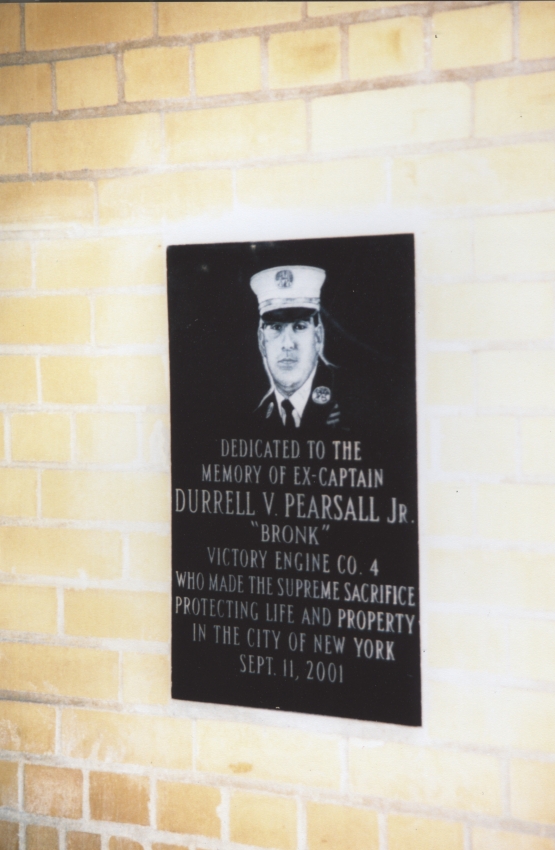 DEDICATED TO THE
MEMORY OF EX-CAPTAIN
DURRELL V. PEARSALL JR.
"BRONK"
VICTORY ENGINE CO. 4
WHO MADE THE SUPREME SACRIFICE
PROTECTING LIFE AND PROPERTY
IN THE CITY OF NEW YORK
SEPT. 11, 2001